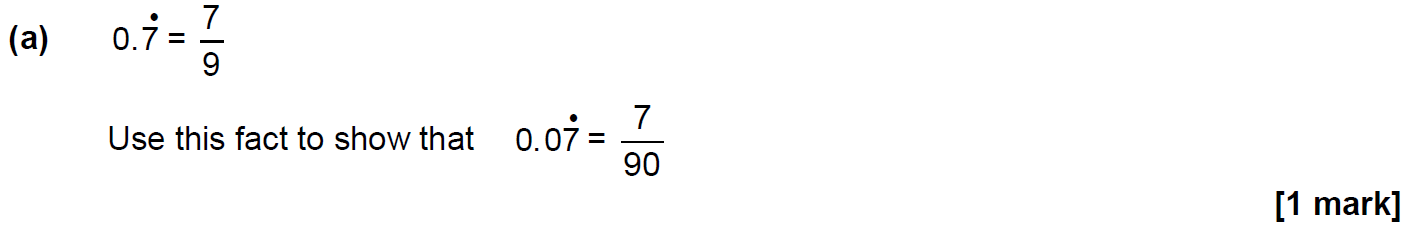 (a) 0.7̇ = 7/9
Use this fact to show that 0.07̇ = 7/90
[1 mark]